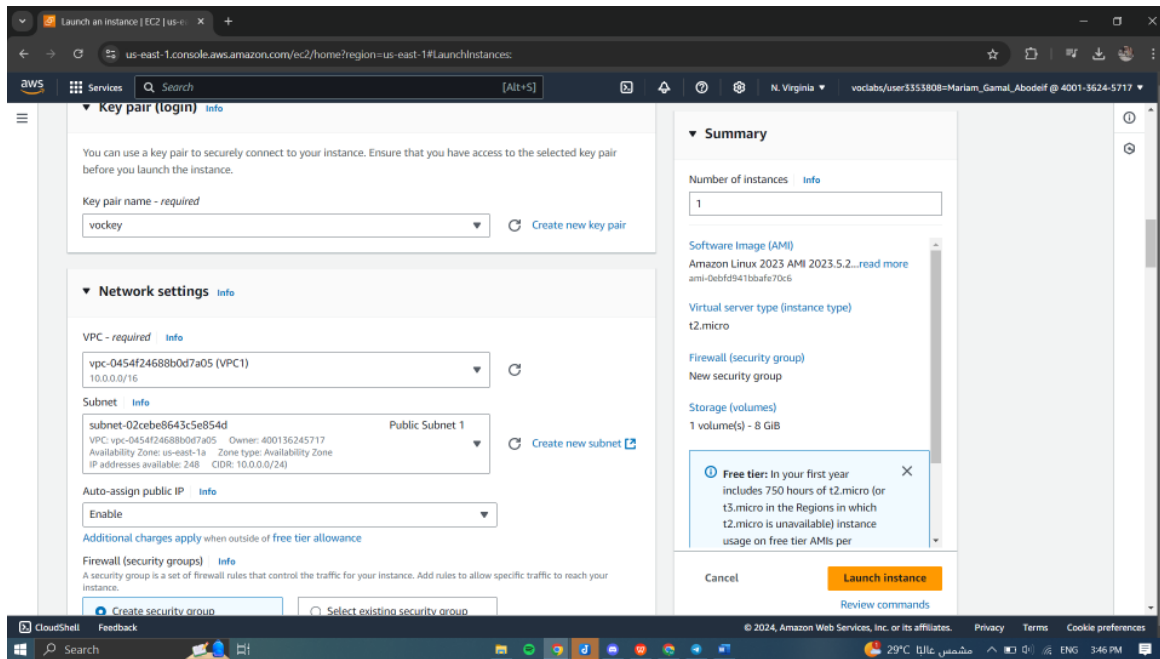 Launch an instance | EC2 | us-e
us-east-1.console.aws.amazon.com/ec2/home?region=us-east-1#LaunchInstances:
aws
Services
Search
[Alt+S]
N. Virginia
voclabs/user3353808=Mariam_Gamal_Abodeif @ 4001-3624-5717
Key pair (login) Info
You can use a key pair to securely connect to your instance. Ensure that you have access to the selected key pair
before you launch the instance.
Key pair name - required
vockey
Create new key pair
Network settings Info
VPC - required Info
vpc-0454f24688b0d7a05 (VPC1)
10.0.0.0/16
Subnet Info
subnet-02cebe8643c5e854d Public Subnet 1
VPC: vpc-0454f24688b0d7a05 Owner: 400136245717
Availability Zone: us-east-1a Zone type: Availability Zone
IP addresses available: 248 CIDR: 10.0.0.0/24)
Create new subnet
Auto-assign public IP Info
Enable
Additional charges apply when outside of free tier allowance
Firewall (security groups) Info
A security group is a set of firewall rules that control the traffic for your instance. Add rules to allow specific traffic to reach your
instance.
Create security group
Select existing security group
Summary
Number of instances Info
1
Software Image (AMI)
Amazon Linux 2023 AMI 2023.5.2...read more
ami-0ebfd941bbafe70c6
Virtual server type (instance type)
t2.micro
Firewall (security group)
New security group
Storage (volumes)
1 volume(s) - 8 GiB
Free tier: In your first year
includes 750 hours of t2.micro (or
t3.micro in the Regions in which
t2.micro is unavailable) instance
usage on free tier AMIs per
Cancel
Launch instance
Review commands
CloudShell
Feedback
© 2024, Amazon Web Services, Inc. or its affiliates.
Privacy
Terms
Cookie preferences
Search
29°C مشمس غالبًا
ENG
3:46 PM